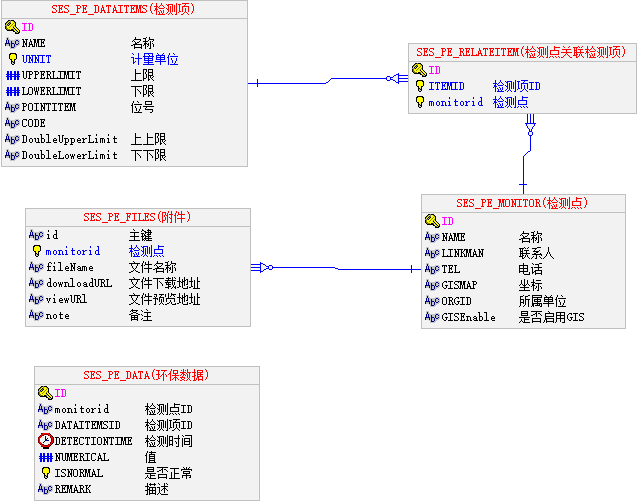 SES_PE_DATAITEMS(检测项)
ID
NAME 名称
UNNIT 计量单位
UPPERLIMIT 上限
LOWERLIMIT 下限
POINTITEM 位号
CODE
DoubleUpperLimit 上上限
DoubleLowerLimit 下下限
SES_PE_RELATEITEM(检测点关联检测项)
ID
ITEMID 检测项ID
monitorid 检测点
SES_PE_MONITOR(检测点)
ID
NAME 名称
LINKMAN 联系人
TEL 电话
GISMAP 坐标
ORGID 所属单位
GISEnable 是否启用GIS
SES_PE_FILES(附件)
id 主键
monitorid 检测点
fileName 文件名称
downloadURL 文件下载地址
viewURl 文件预览地址
note 备注
SES_PE_DATA(环保数据)
ID
monitorid 检测点ID
DATAITEMSID 检测项ID
DETECTIONTIME 检测时间
NUMERICAL 值
ISNORMAL 是否正常
REMARK 描述